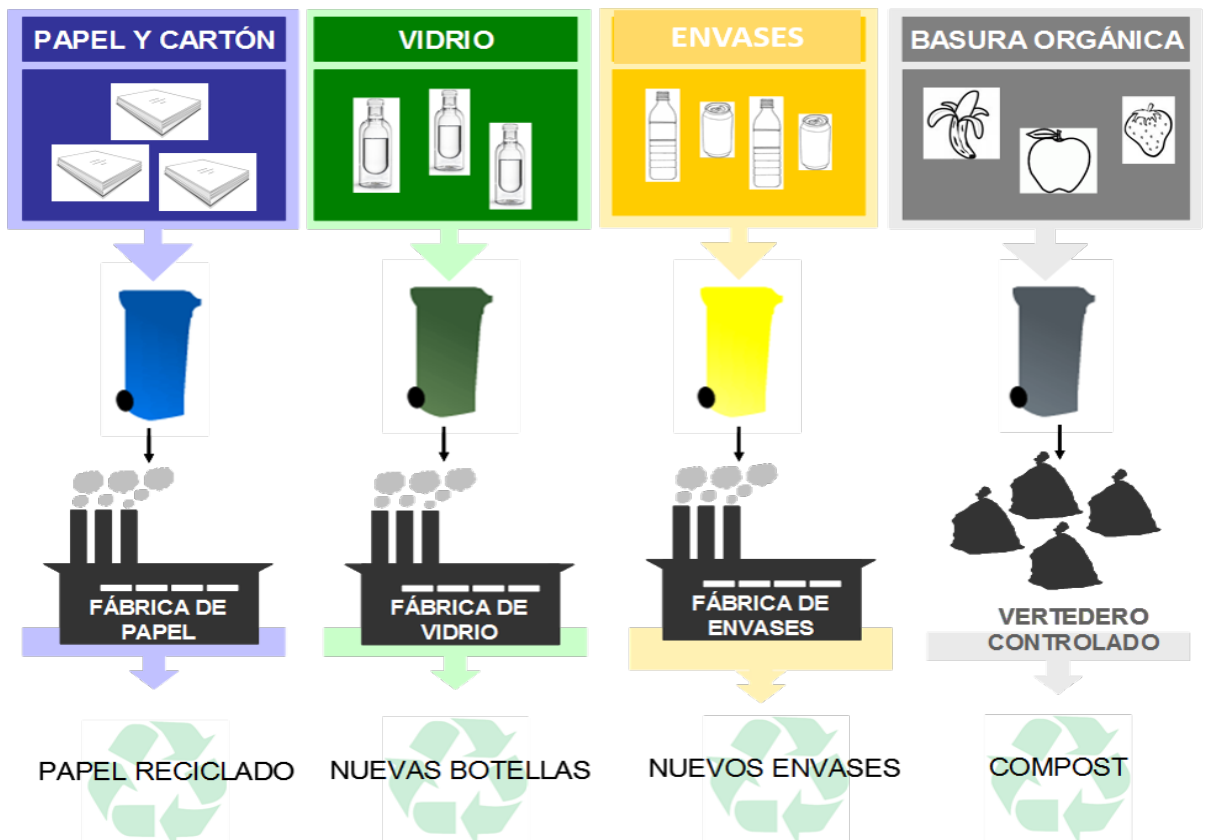 PAPEL Y CARTÓN
VIDRIO
ENVASES
BASURA ORGÁNICA
FÁBRICA DE
PAPEL
FÁBRICA DE
VIDRIO
FÁBRICA DE
ENVASES
VERTEDERO
CONTROLADO
PAPEL RECICLADO
NUEVAS BOTELLAS
NUEVOS ENVASES
COMPOST